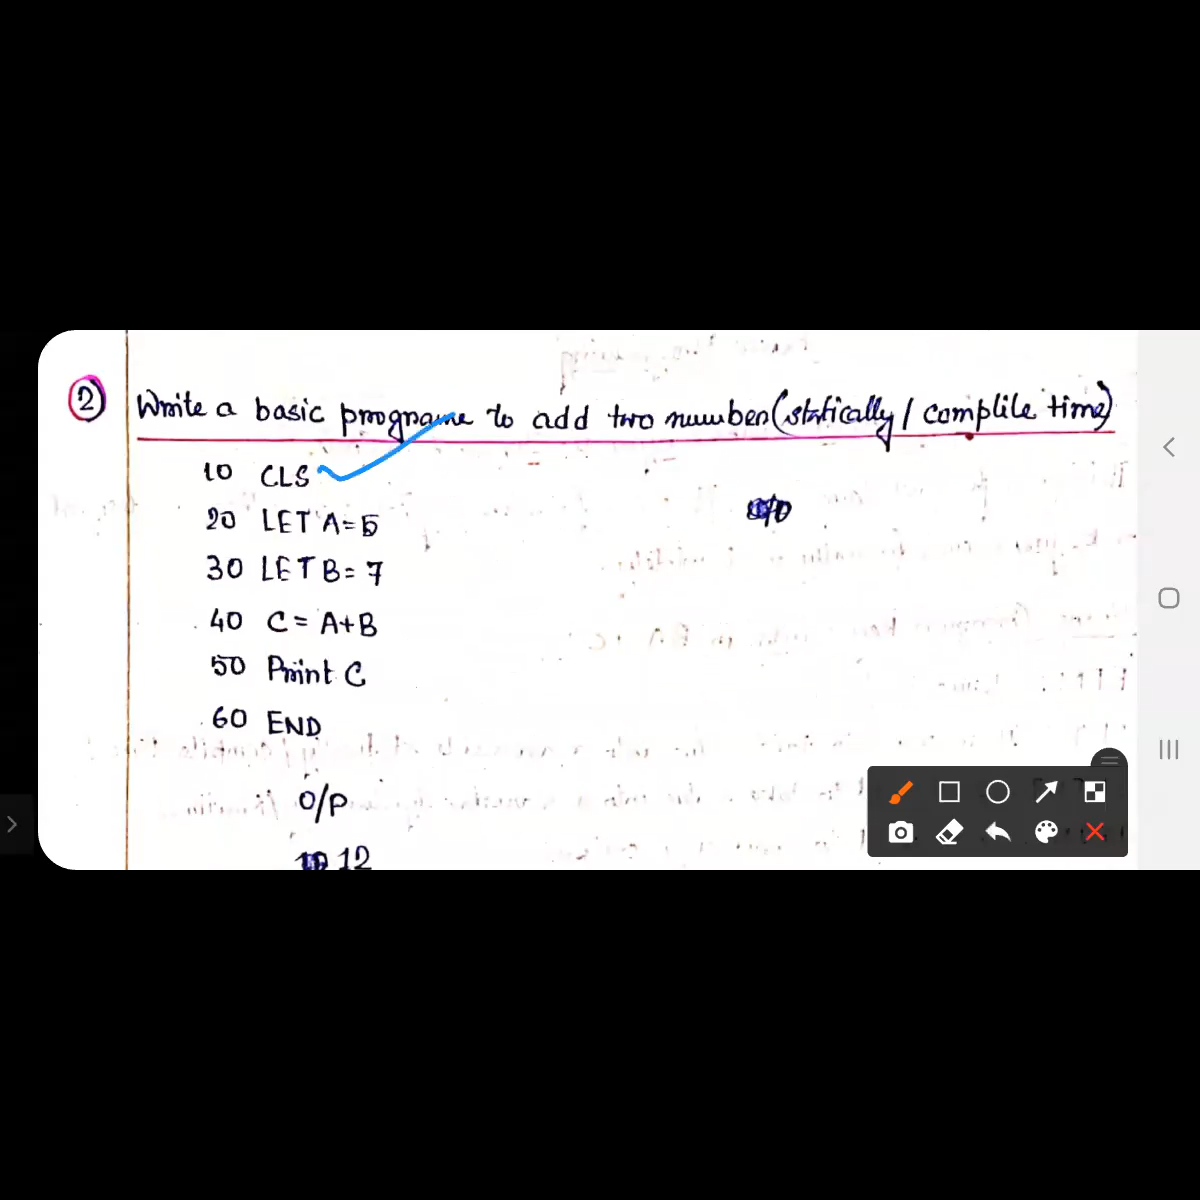 2 Write a basic programe to add two number (statically / complile time)
10 CLS
20 LET A=5
30 LET B=7
40 C=A+B
50 Print C
60 END
O/P
12